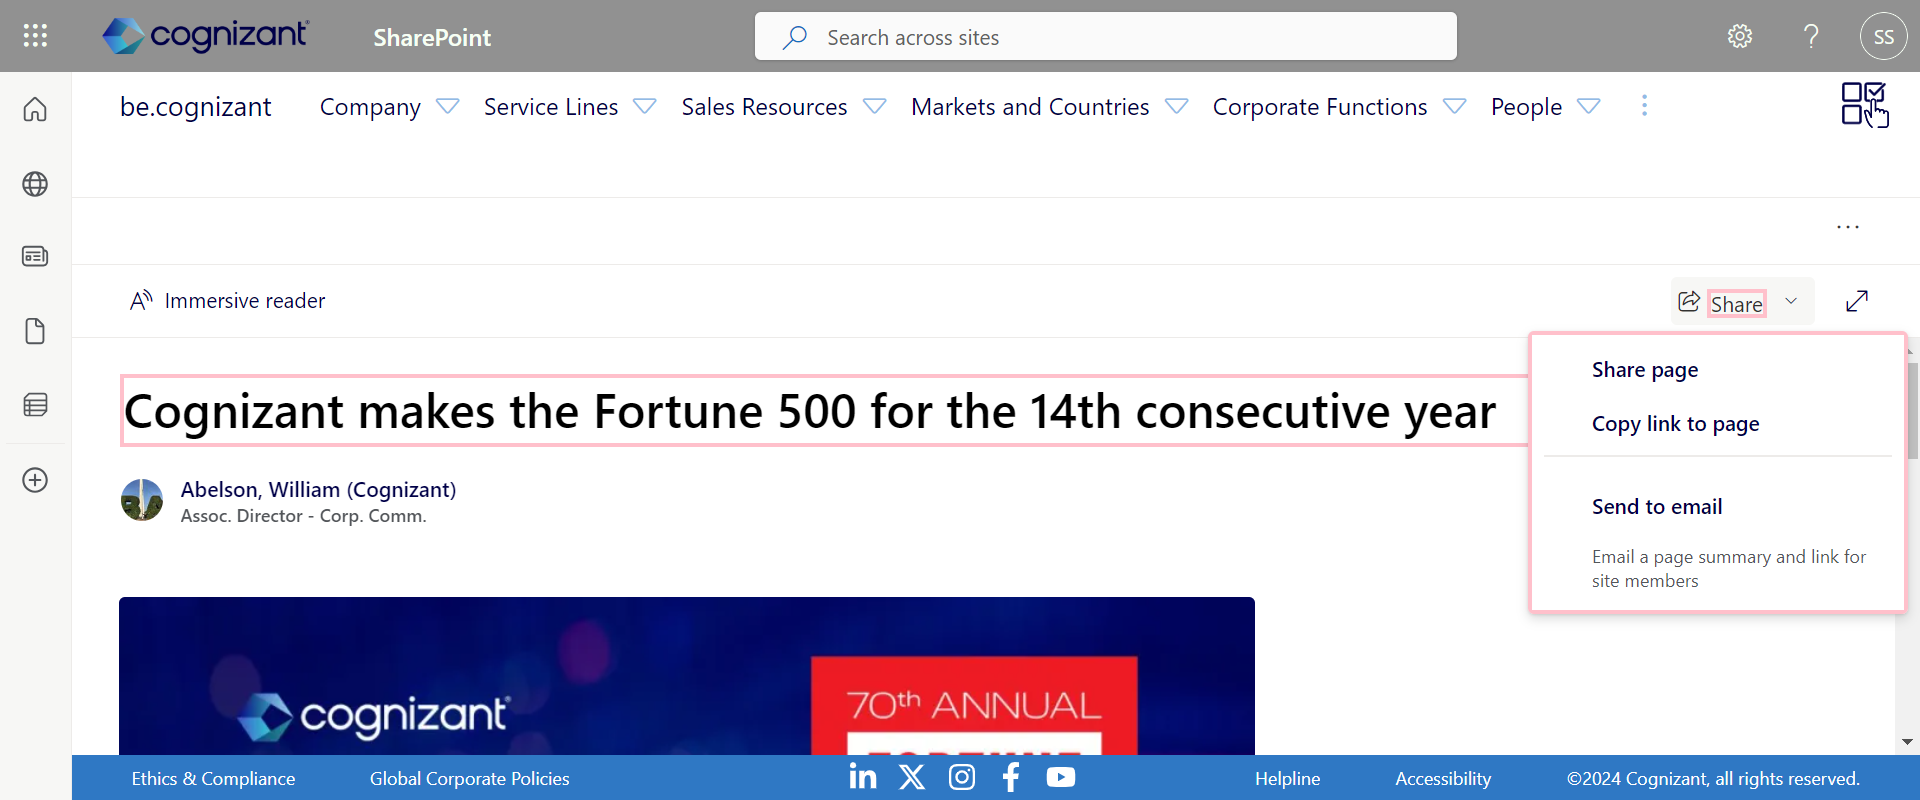 cognizant
SharePoint
Search across sites
SS
be.cognizant
Company
Service Lines
Sales Resources
Markets and Countries
Corporate Functions
People
Immersive reader
Share
Share page
Copy link to page
Send to email
Email a page summary and link for
site members
Cognizant makes the Fortune 500 for the 14th consecutive year
Abelson, William (Cognizant)
Assoc. Director - Corp. Comm.
cognizant
70th ANNUAL
Ethics & Compliance
Global Corporate Policies
Helpline
Accessibility
©2024 Cognizant, all rights reserved.